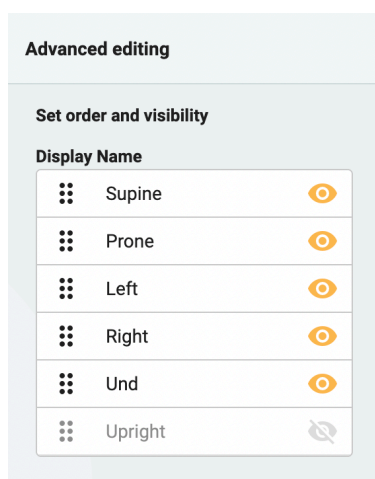 Advanced editing
Set order and visibility
Display Name
Supine
Prone
Left
Right
Und
Upright